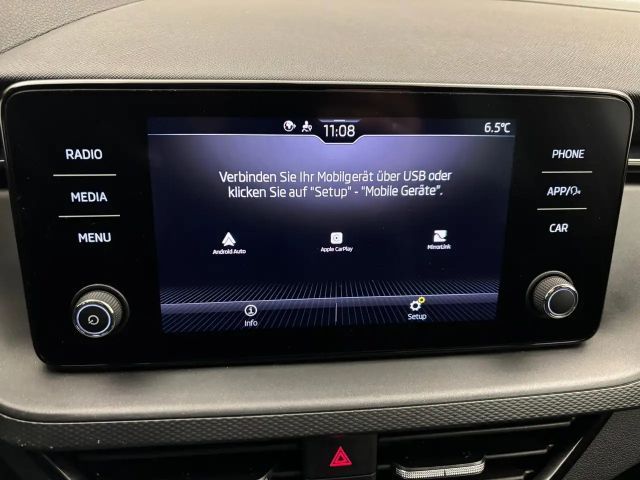 11:08
6.5°C
RADIO
MEDIA
MENU
PHONE
APP/
CAR
Verbinden Sie Ihr Mobilgerät über USB oder
klicken Sie auf "Setup" - "Mobile Geräte".
Android Auto
Apple CarPlay
MirrorLink
Info
Setup